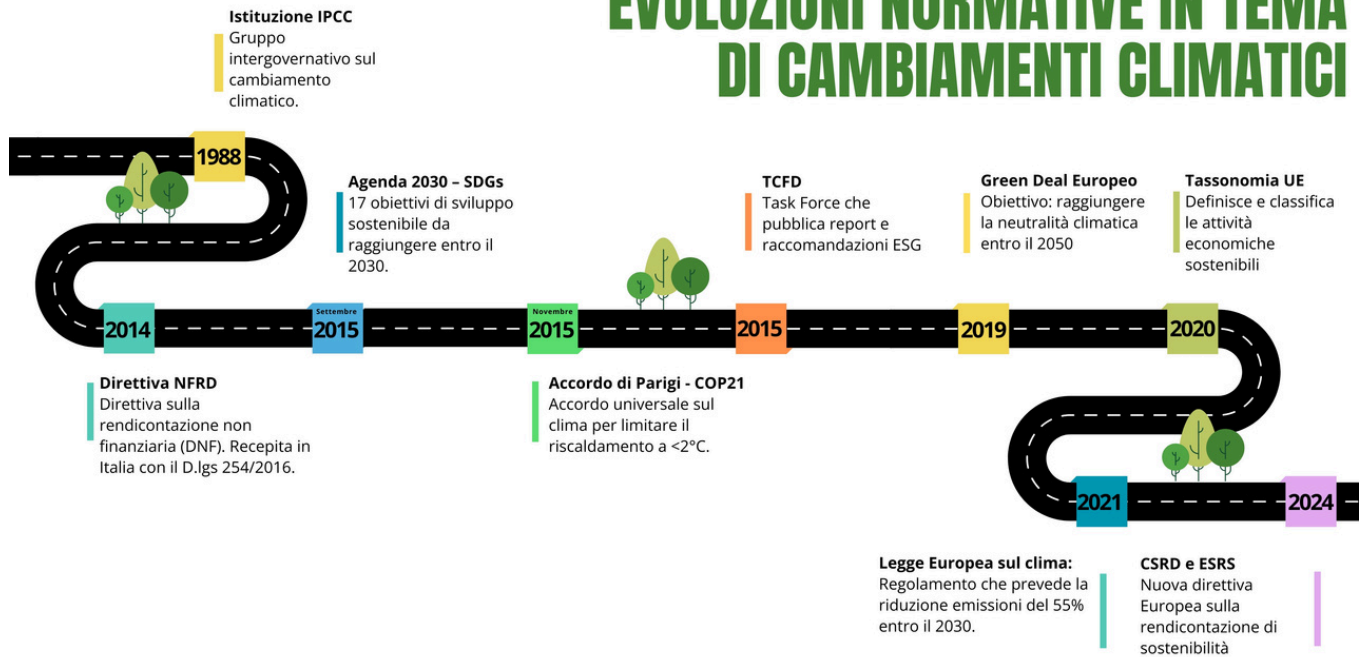 EVOLUZIONI NORMATIVE IN TEMA
DI CAMBIAMENTI CLIMATICI
Istituzione IPCC
Gruppo
intergovernativo sul
cambiamento
climatico.
1988
Agenda 2030 – SDGs
17 obiettivi di sviluppo
sostenibile da
raggiungere entro il
2030.
TCFD
Task Force che
pubblica report e
raccomandazioni ESG
Green Deal Europeo
Obiettivo: raggiungere
la neutralità climatica
entro il 2050
Tassonomia UE
Definisce e classifica
le attività
economiche
sostenibili
2014
Settembre
2015
Novembre
2015
2015
2019
2020
Direttiva NFRD
Direttiva sulla
rendicontazione non
finanziaria (DNF). Recepita in
Italia con il D.lgs 254/2016.
Accordo di Parigi - COP21
Accordo universale sul
clima per limitare il
riscaldamento a <2°C.
2021
2024
Legge Europea sul clima:
Regolamento che prevede la
riduzione emissioni del 55%
entro il 2030.
CSRD e ESRS
Nuova direttiva
Europea sulla
rendicontazione di
sostenibilità